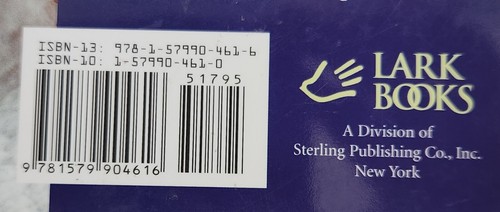 ISBN-13: 978-1-57990-461-6
ISBN-10: 1-57990-461-0
51795
9 781579 904616
LARK
BOOKS
A Division of
Sterling Publishing Co., Inc.
New York